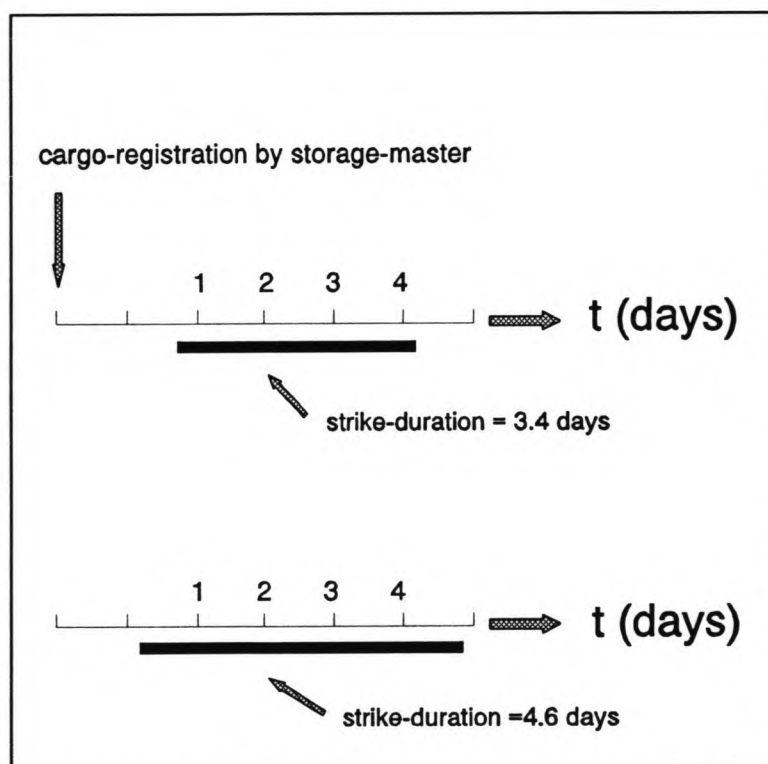 cargo-registration by storage-master
1 2 3 4
t (days)
strike-duration = 3.4 days
1 2 3 4
t (days)
strike-duration =4.6 days